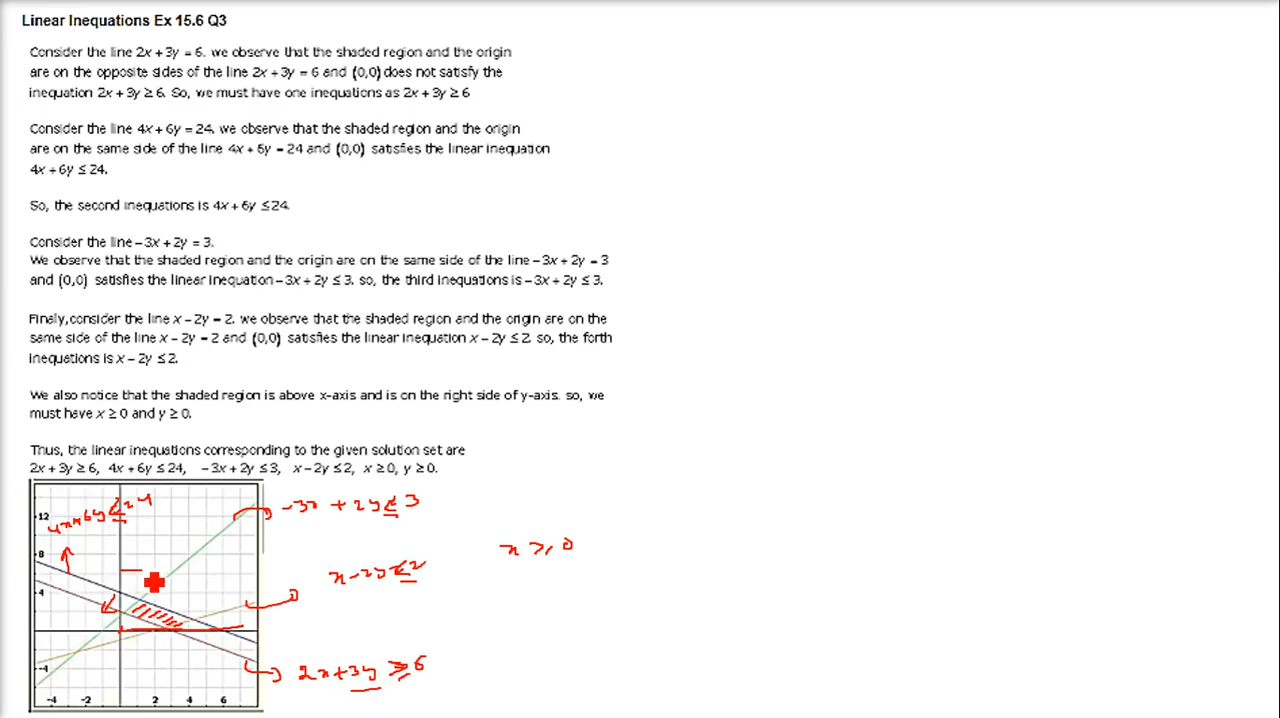 Linear Inequations Ex 15.6 Q3
Consider the line 2x + 3y = 6. we observe that the shaded region and the origin
are on the opposite sides of the line 2x + 3y = 6 and (0,0) does not satisfy the
inequation 2x + 3y ≥ 6. So, we must have one inequations as 2x + 3y ≥ 6
Consider the line 4x + 6y = 24. we observe that the shaded region and the origin
are on the same side of the line 4x + 6y = 24 and (0,0) satisfies the linear inequation
4x + 6y ≤ 24.
So, the second inequations is 4x + 6y ≤ 24.
Consider the line – 3x + 2y = 3.
We observe that the shaded region and the origin are on the same side of the line – 3x + 2y = 3
and (0,0) satisfies the linear inequation – 3x + 2y ≤ 3. so, the third inequations is – 3x + 2y ≤ 3.
Finaly,consider the line x – 2y = 2. we observe that the shaded region and the origin are on the
same side of the line x – 2y = 2 and (0,0) satisfies the linear inequation x – 2y ≤ 2. so, the forth
inequations is x – 2y ≤ 2.
We also notice that the shaded region is above x-axis and is on the right side of y-axis. so, we
must have x ≥ 0 and y ≥ 0.
Thus, the linear inequations corresponding to the given solution set are
2x + 3y ≥ 6, 4x + 6y ≤ 24, – 3x + 2y ≤ 3, x – 2y ≤ 2, x ≥ 0, y ≥ 0.
4x+6y ≤ 24
-3x + 2y ≤ 3
12
x ≥ 0
8
x-2y ≤ 2
4
-4
2x+3y ≥ 6
-4 -2 2 4 6